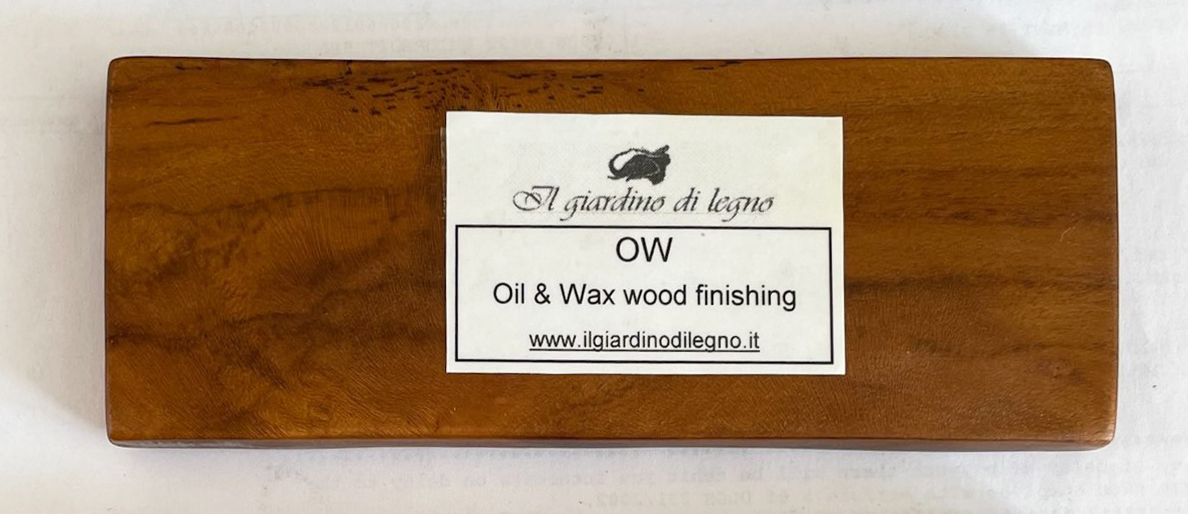 Il giardino di legno
OW
Oil & Wax wood finishing
www.ilgiardinodilegno.it